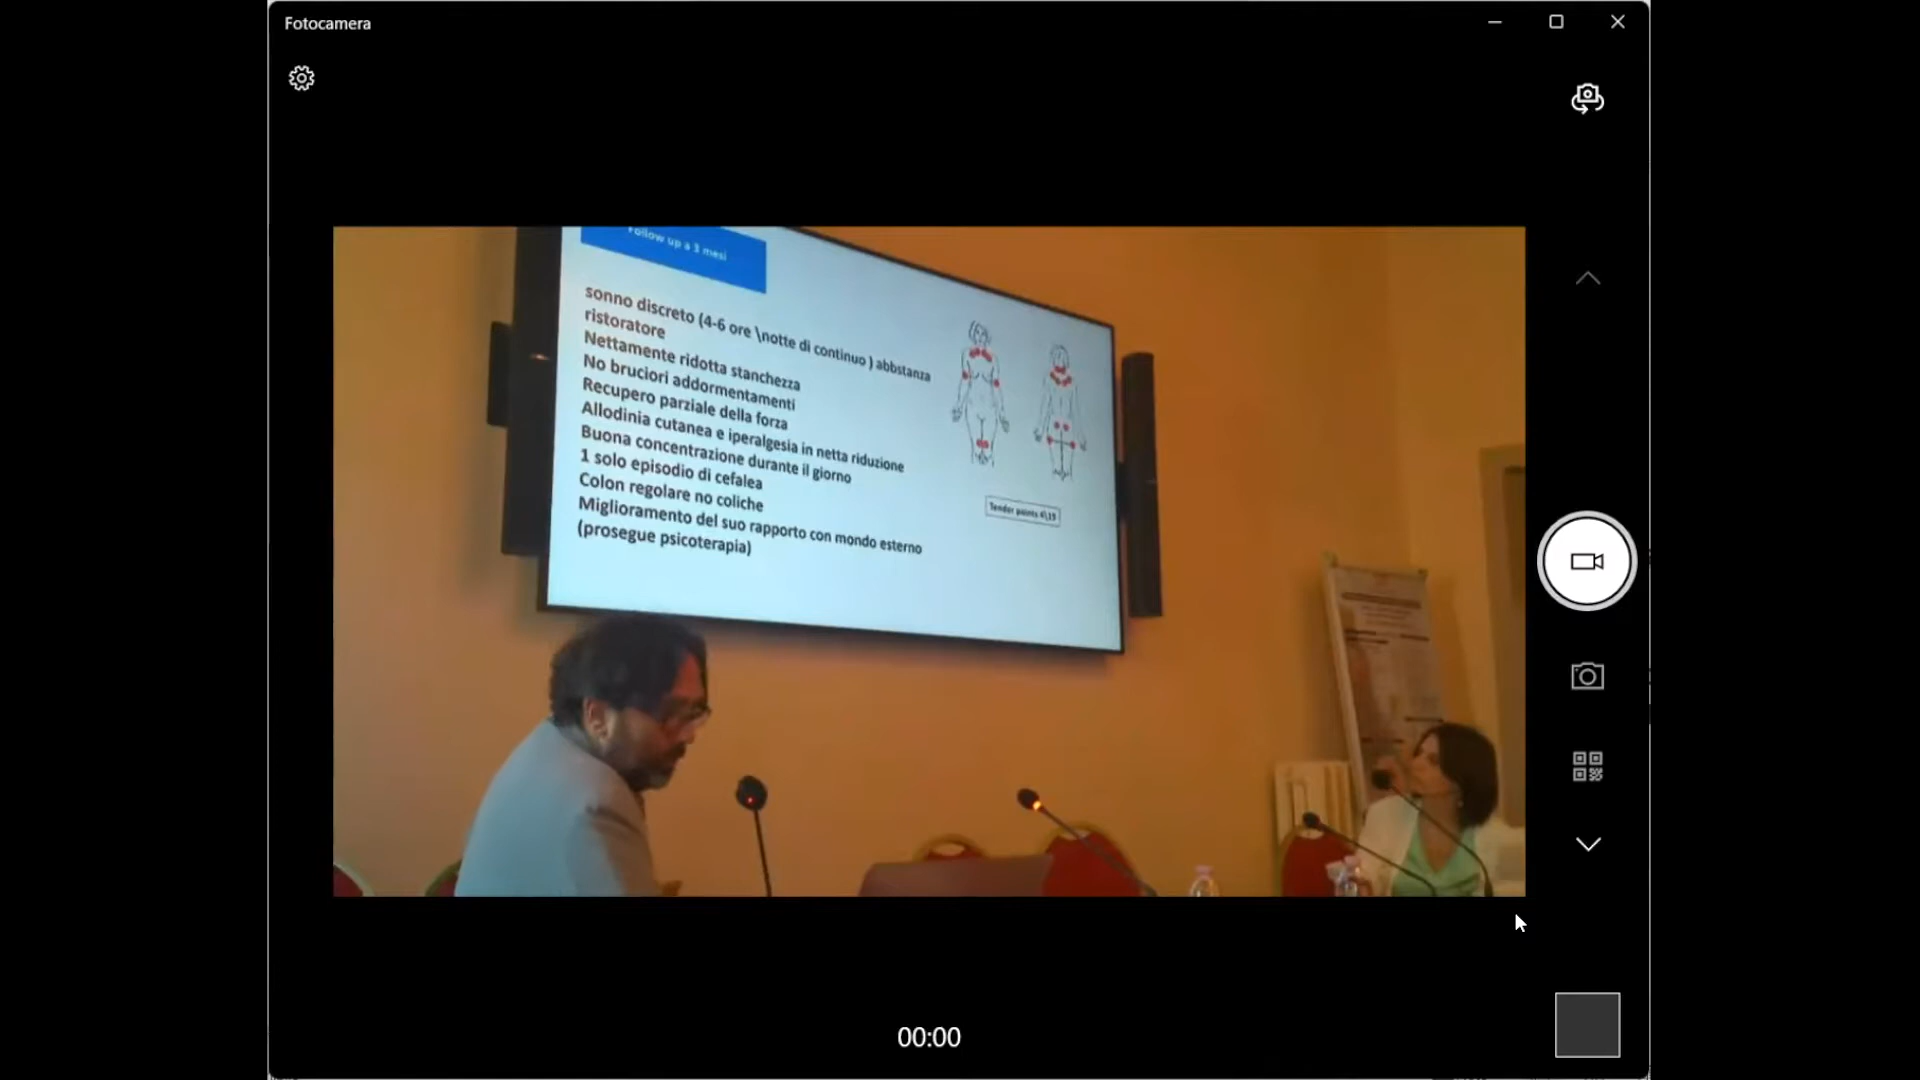 Fotocamera
Follow up a 3 mesi
sonno discreto (4-6 ore \notte di continuo ) abbstanza
ristoratore
Nettamente ridotta stanchezza
No bruciori addormentamenti
Recupero parziale della forza
Allodinia cutanea e iperalgesia in netta riduzione
Buona concentrazione durante il giorno
1 solo episodio di cefalea
Colon regolare no coliche
Miglioramento del suo rapporto con mondo esterno
(prosegue psicoterapia)
Tender points
00:00